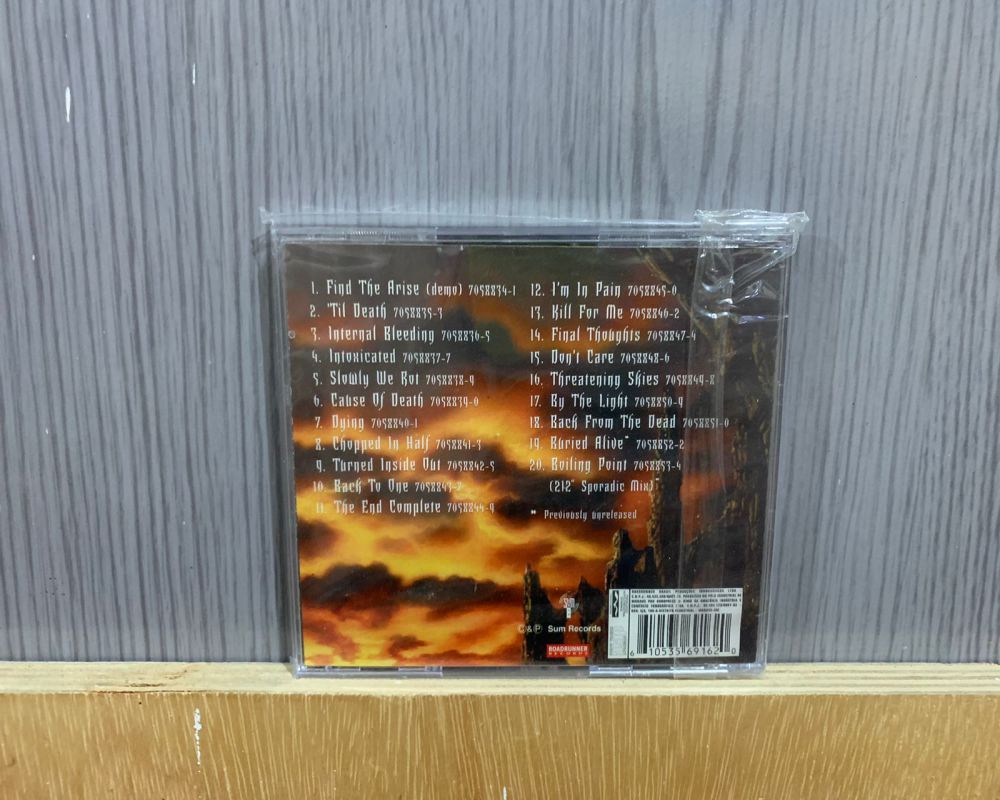 1. Find The Arise (demo) 7058834-1
2. 'Til Death 7058835-3
3. Internal Bleeding 7058836-5
4. Intoxicated 7058837-7
5. Slowly We Rot 7058838-9
6. Cause Of Death 7058839-0
7. Dying 7058840-1
8. Chopped In Half 7058841-3
9. Turned Inside Out 7058842-5
10. Back To One 7058843-7
11. The End Complete 7058844-9
12. I'm In Pain 7058845-0
13. Kill For Me 7058846-2
14. Final Thoughts 7058847-4
15. Don't Care 7058848-6
16. Threatening Skies 7058849-8
17. By The Light 7058850-9
18. Back From The Dead 7058851-0
19. Buried Alive* 7058852-2
20. Boiling Point 7058853-4
(212° Sporadic Mix)*
* Previously unreleased
©&℗ Sum Records
ROADRUNNER
RECORDS
6 10535 69162 0